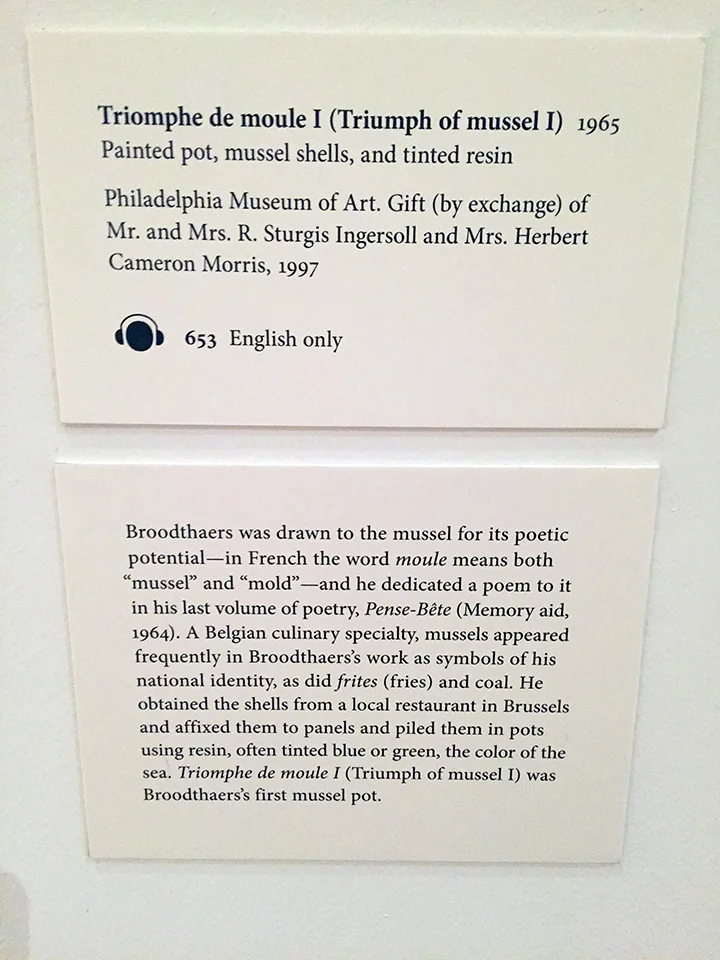 Triomphe de moule I (Triumph of mussel I) 1965
Painted pot, mussel shells, and tinted resin
Philadelphia Museum of Art. Gift (by exchange) of
Mr. and Mrs. R. Sturgis Ingersoll and Mrs. Herbert
Cameron Morris, 1997
653 English only
Broodthaers was drawn to the mussel for its poetic
potential—in French the word moule means both
“mussel” and “mold”—and he dedicated a poem to it
in his last volume of poetry, Pense-Bête (Memory aid,
1964). A Belgian culinary specialty, mussels appeared
frequently in Broodthaers’s work as symbols of his
national identity, as did frites (fries) and coal. He
obtained the shells from a local restaurant in Brussels
and affixed them to panels and piled them in pots
using resin, often tinted blue or green, the color of the
sea. Triomphe de moule I (Triumph of mussel I) was
Broodthaers’s first mussel pot.